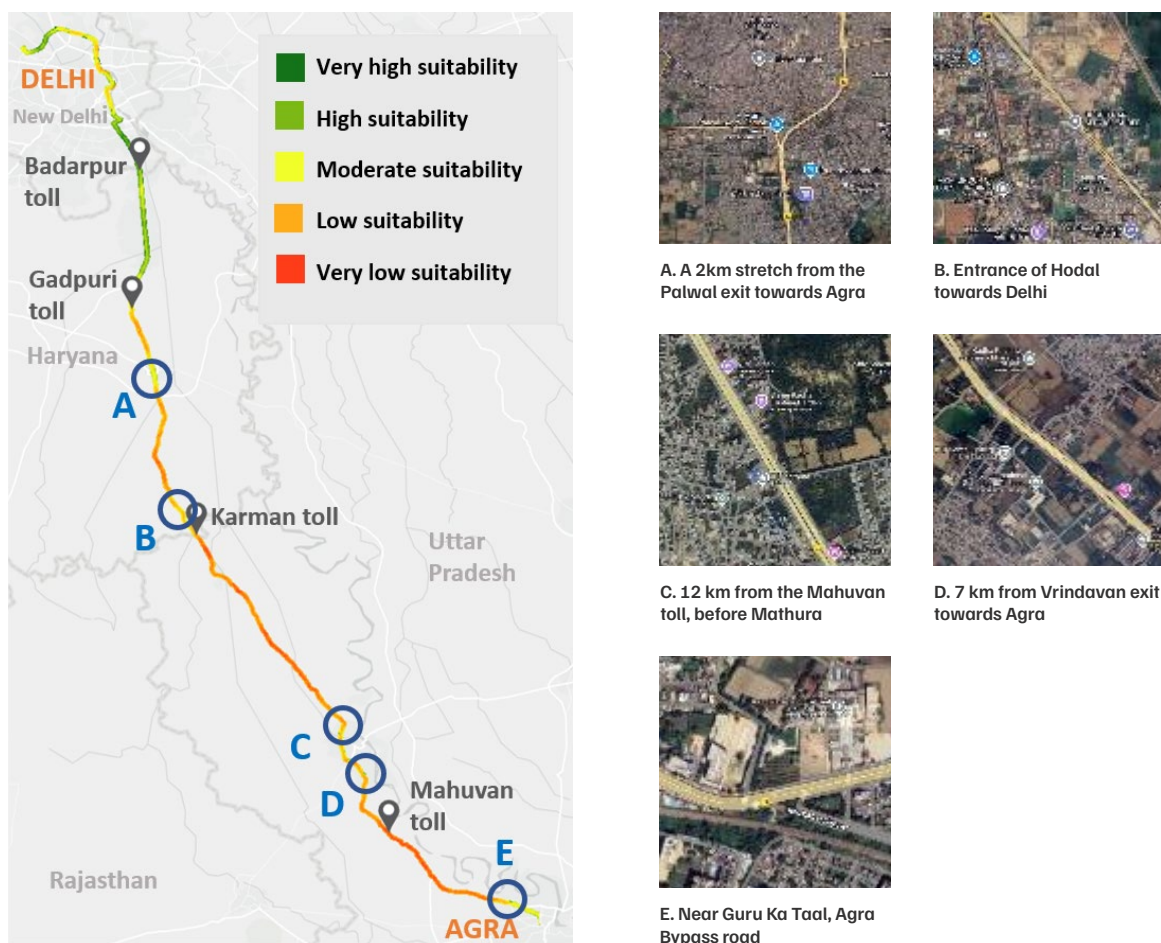 DELHI
New Delhi
Badarpur
toll
Gadpuri
toll
Haryana
A
B
Karman toll
Uttar
Pradesh
C
D
Mahuvan
toll
E
Rajasthan
AGRA
Very high suitability
High suitability
Moderate suitability
Low suitability
Very low suitability
A. A 2km stretch from the
Palwal exit towards Agra
B. Entrance of Hodal
towards Delhi
C. 12 km from the Mahuvan
toll, before Mathura
D. 7 km from Vrindavan exit
towards Agra
E. Near Guru Ka Taal, Agra
Bypass road